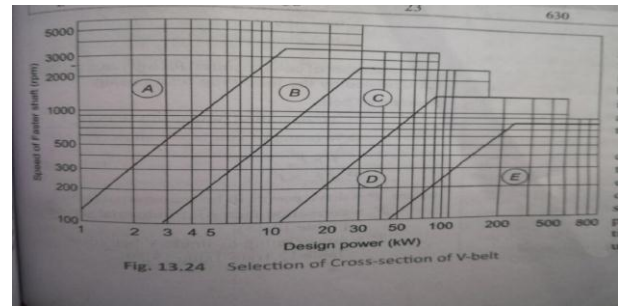 23
630
5000
3000
2000
1000
500
300
200
100
Speed of Faster shaft (rpm)
A
B
C
D
E
1 2 3 4 5 10 20 30 50 100 200 500 800
Design power (kW)
Fig. 13.24 Selection of Cross-section of V-belt